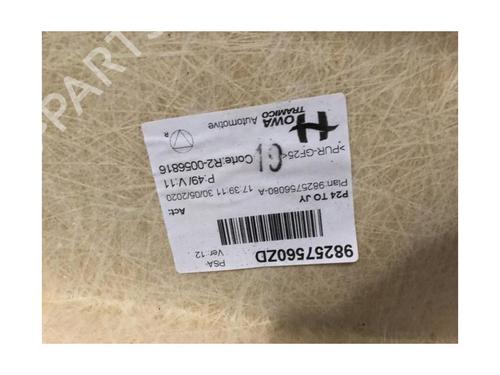 HOWA
TRAMICO
Automotive
>PUR-GF25<
10
Corte:R2-0056816
P:49/ V:11
Plan:9825756080-A 17:39:11 30/05/2020
P24 TO JY
Act:
98257560ZD
PSA-
Ver.:12
R